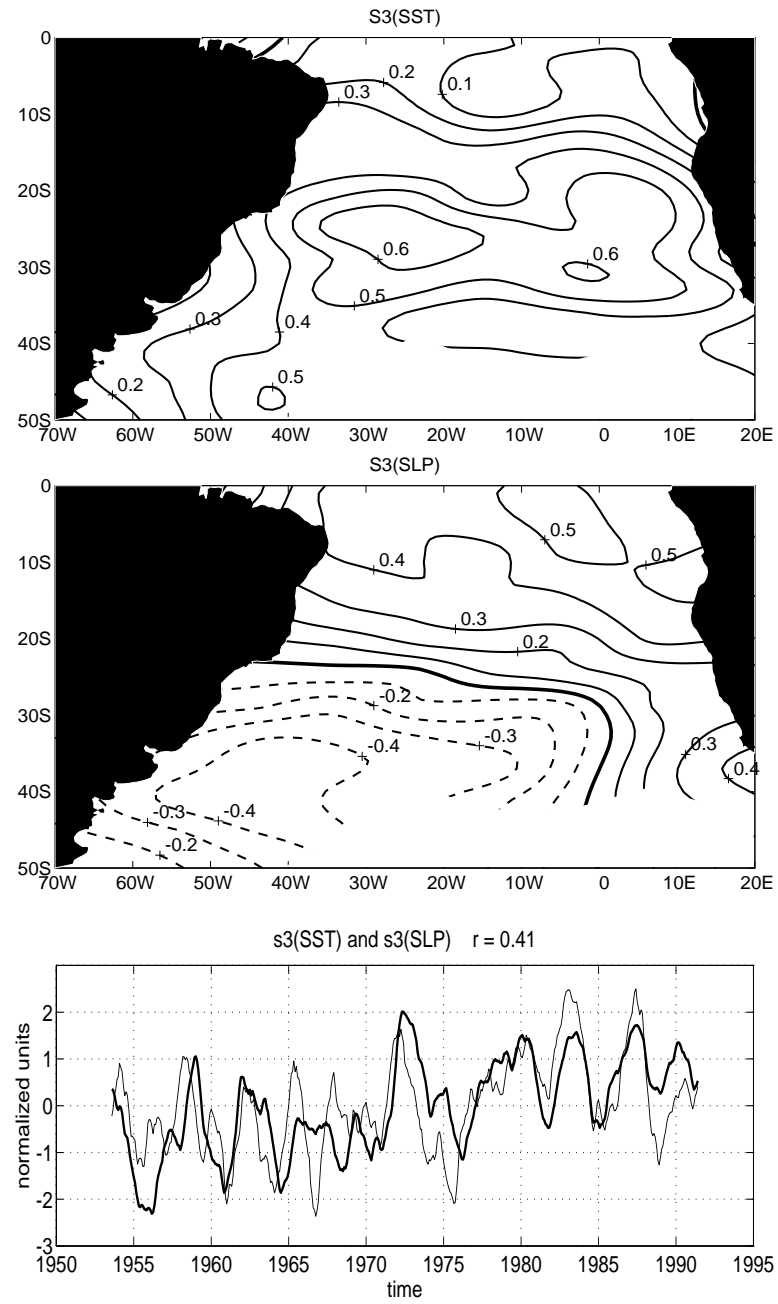 S3(SST)
0
10S
20S
30S
40S
50S
0.2
0.1
0.3
0.6
0.6
0.5
0.3
0.4
0.5
0.2
70W 60W 50W 40W 30W 20W 10W 0 10E 20E
S3(SLP)
0
10S
20S
30S
40S
50S
0.5
0.4
0.5
0.3
0.2
-0.2
-0.3
-0.4
0.3
0.4
-0.3
-0.4
-0.2
70W 60W 50W 40W 30W 20W 10W 0 10E 20E
s3(SST) and s3(SLP) r = 0.41
normalized units
2
1
0
-1
-2
-3
1950 1955 1960 1965 1970 1975 1980 1985 1990 1995
time